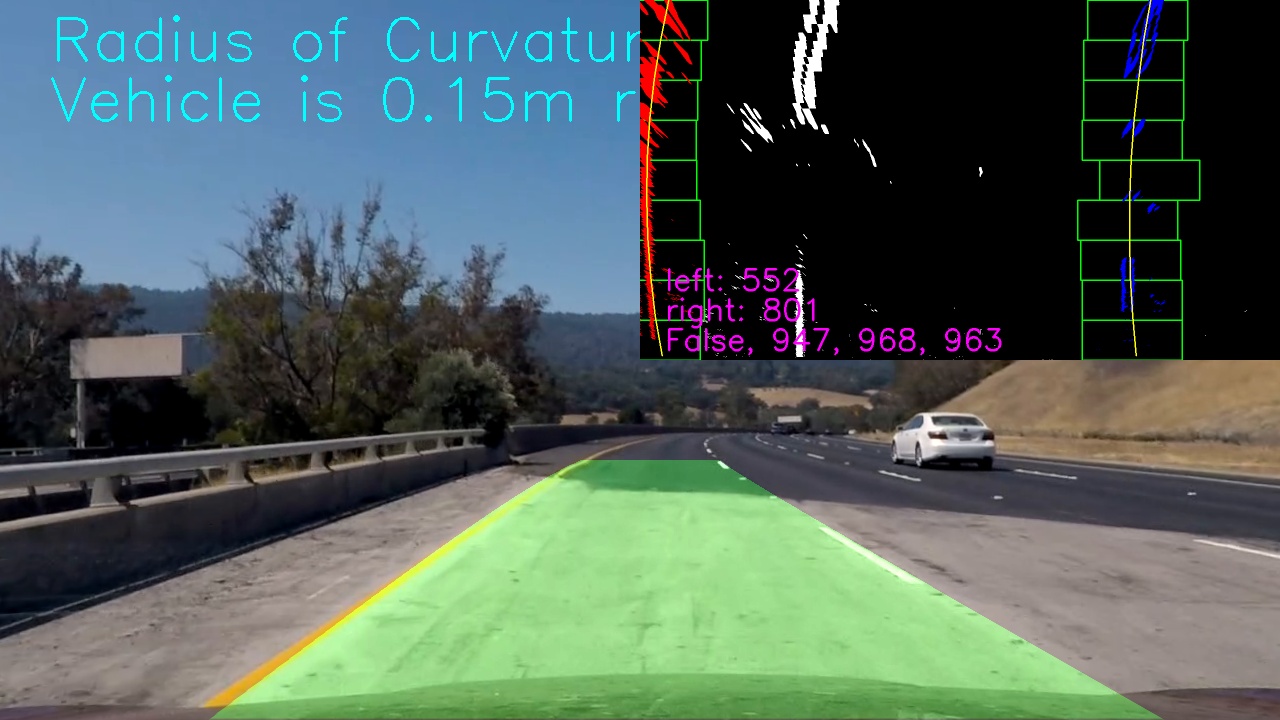 Radius of Curvatur
Vehicle is 0.15m r
left: 552
right: 801
False, 947, 968, 963